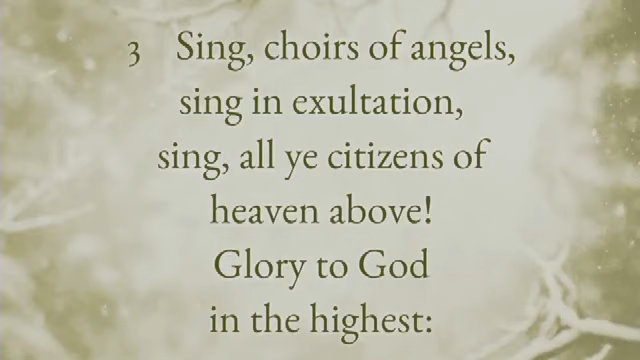 3 Sing, choirs of angels,
sing in exultation,
sing, all ye citizens of
heaven above!
Glory to God
in the highest: